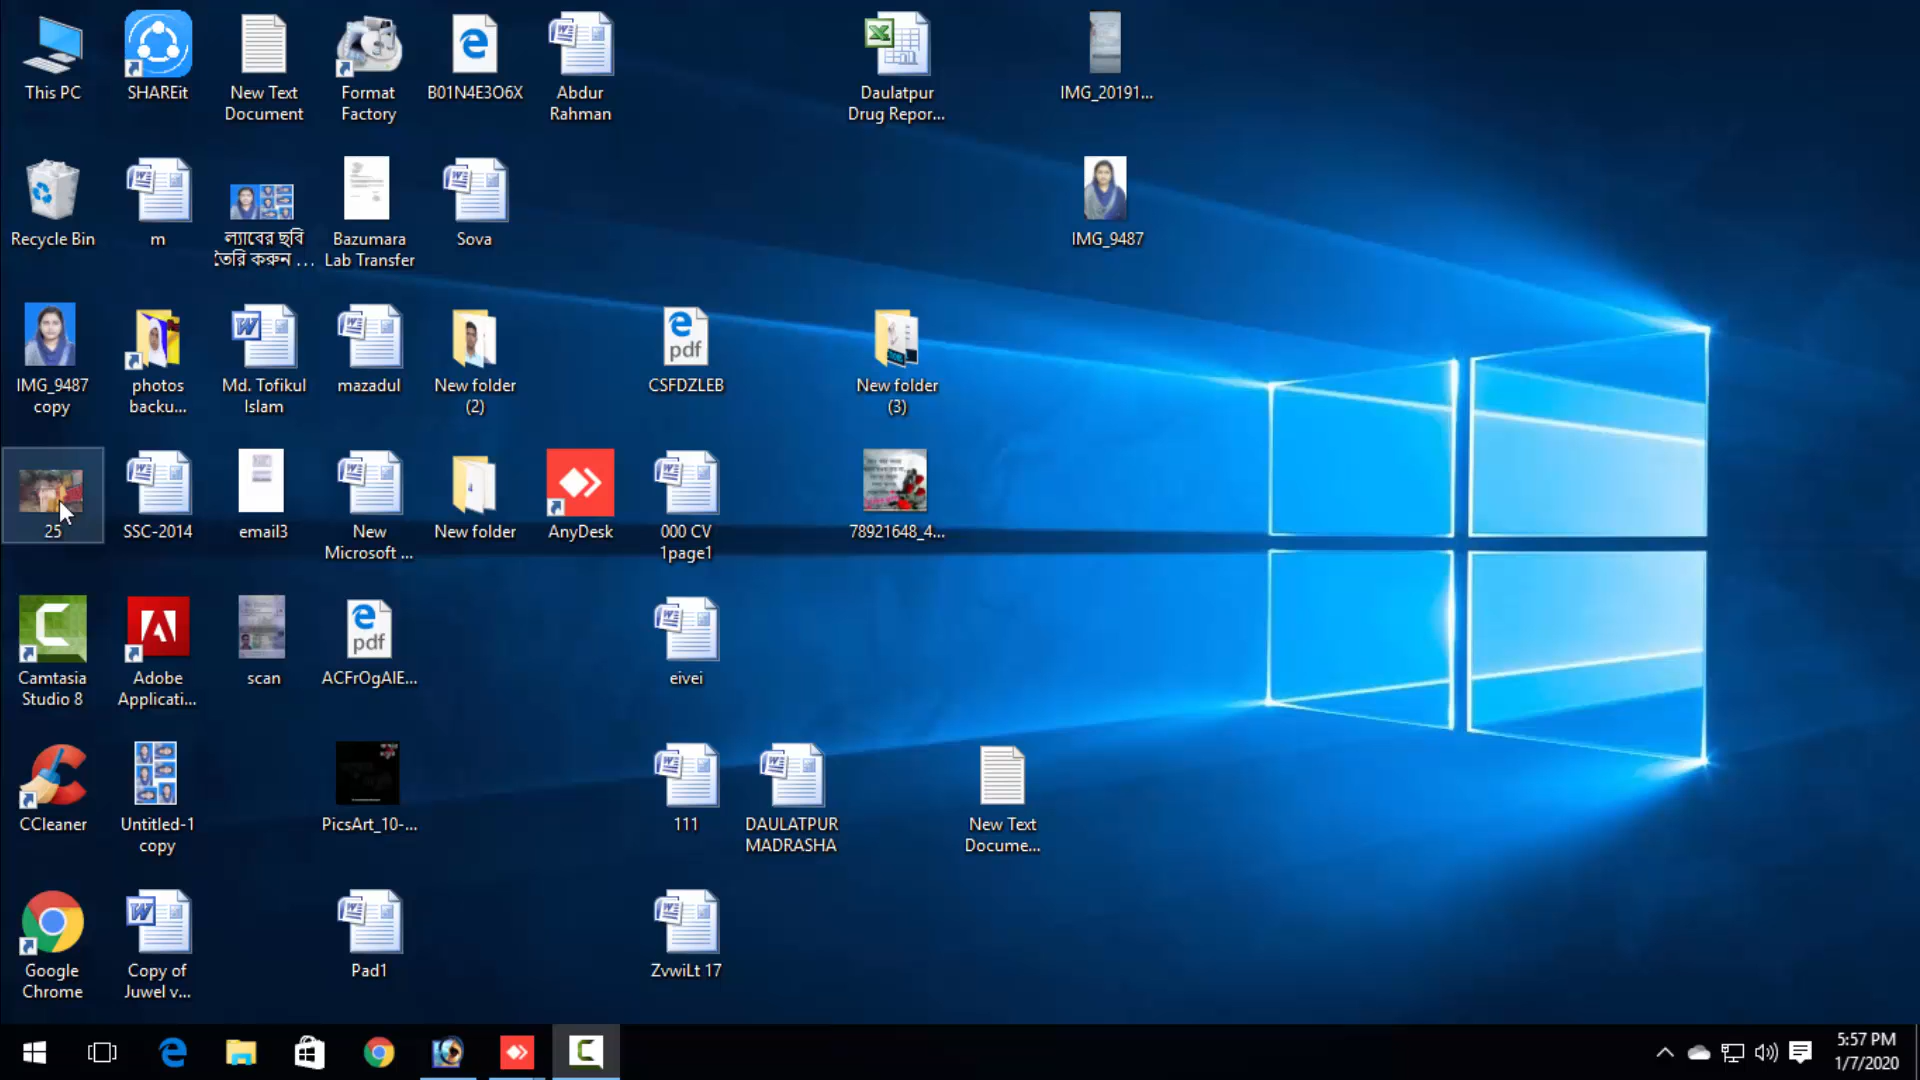 This PC
SHAREit
New Text
Document
Format
Factory
B01N4E3O6X
Abdur
Rahman
Daulatpur
Drug Repor...
IMG_20191...
Recycle Bin
m
ল্যাবের ছবি
তৈরি করুন ...
Bazumara
Lab Transfer
Sova
IMG_9487
IMG_9487
copy
photos
backu...
Md. Tofikul
Islam
mazadul
New folder
(2)
pdf
CSFDZLEB
New folder
(3)
25
SSC-2014
email3
New
Microsoft ...
New folder
AnyDesk
000 CV
1page1
78921648_4...
Camtasia
Studio 8
Adobe
Applicati...
scan
pdf
ACFrOgAIE...
eivei
CCleaner
Untitled-1
copy
PicsArt_10-...
111
DAULATPUR
MADRASHA
New Text
Docume...
Google
Chrome
Copy of
Juwel v...
Pad1
ZvwiLt 17
5:57 PM
1/7/2020